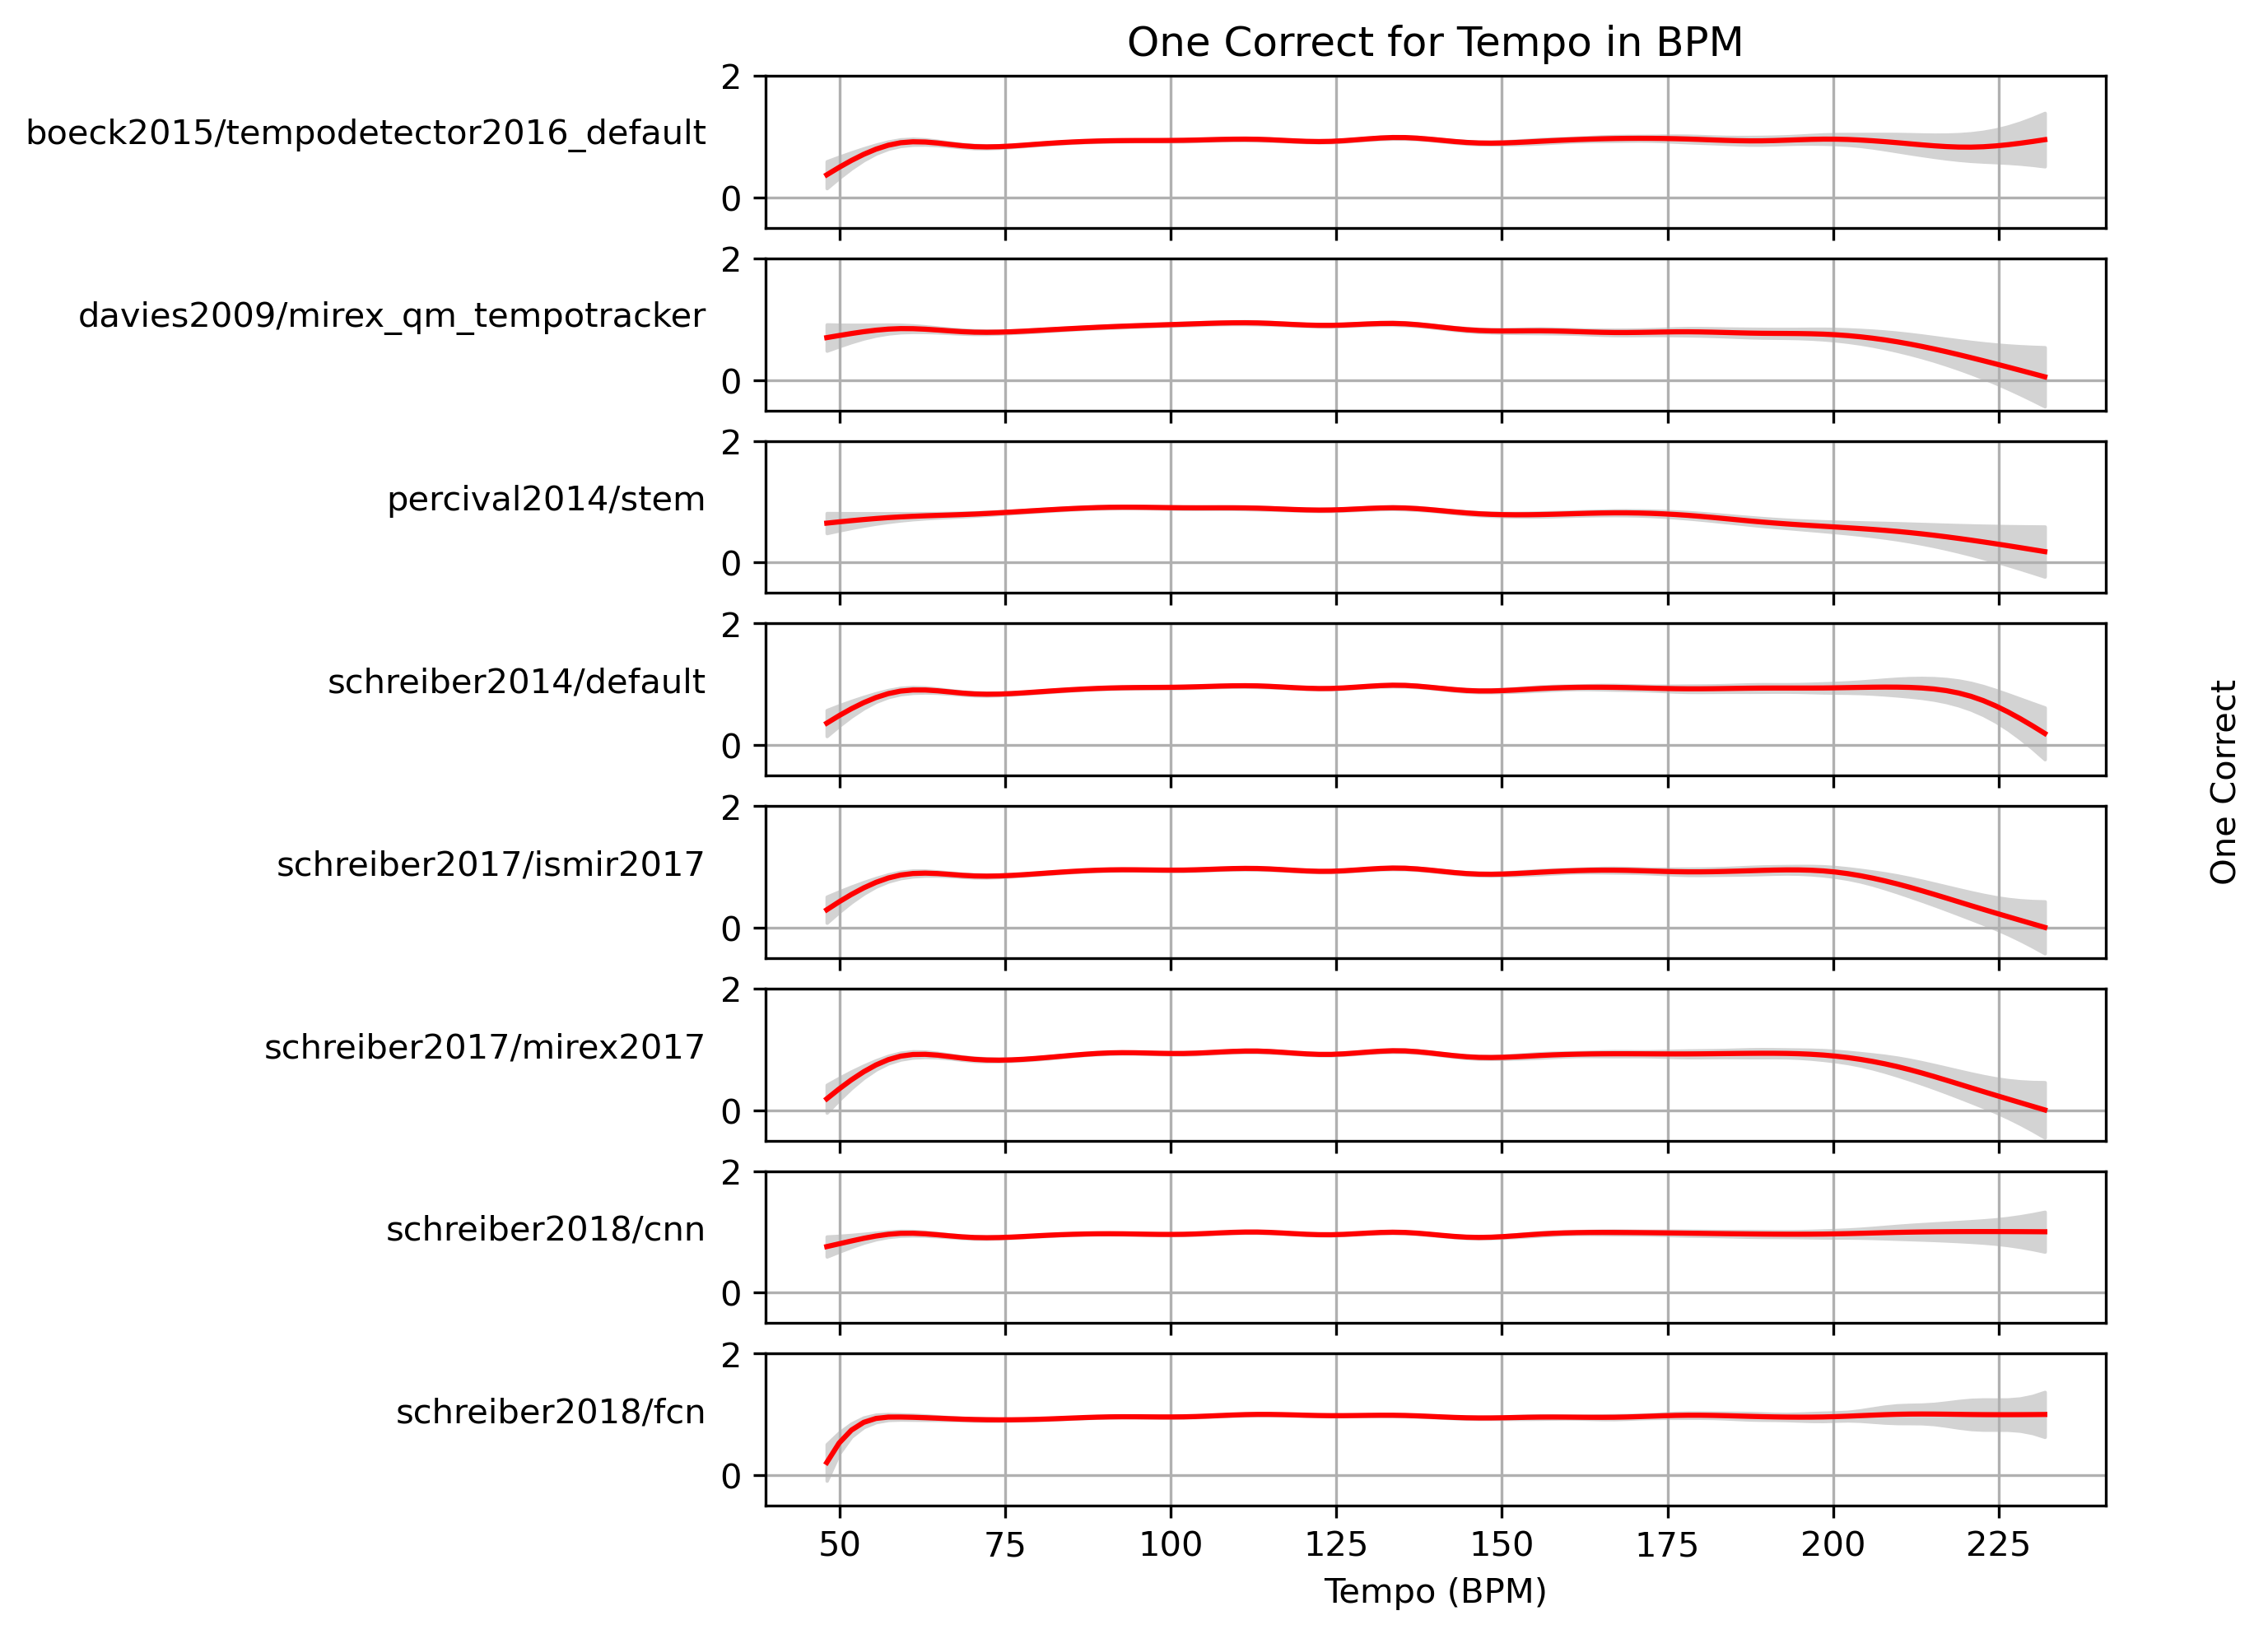 One Correct for Tempo in BPM
2
boeck2015/tempodetector2016_default
0
2
davies2009/mirex_qm_tempotracker
0
2
percival2014/stem
0
2
schreiber2014/default
0
One Correct
2
schreiber2017/ismir2017
0
2
schreiber2017/mirex2017
0
2
schreiber2018/cnn
0
2
schreiber2018/fcn
0
50 75 100 125 150 175 200 225
Tempo (BPM)